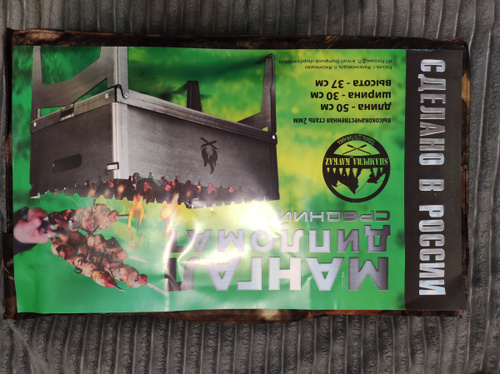 СДЕЛАНО В РОССИИ
МАНГАЛ
ДИПЛОМАТ
СРЕДНИЙ
SHAMPURA KAVKAZ
ВЫСОКОКАЧЕСТВЕННАЯ СТАЛЬ 2ММ
длина - 50 см
ширина - 30 см
высота - 37 см